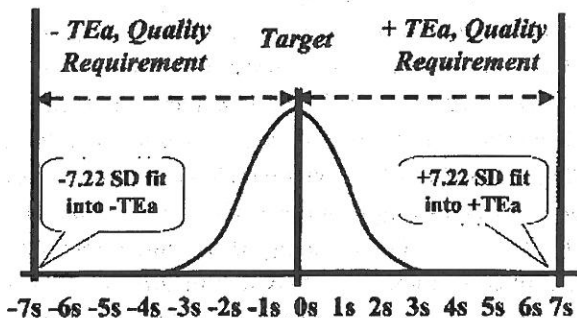 - TEa, Quality
Requirement
Target
+ TEa, Quality
Requirement
-7.22 SD fit
into -TEa
+7.22 SD fit
into +TEa
-7s -6s -5s -4s -3s -2s -1s 0s 1s 2s 3s 4s 5s 6s 7s